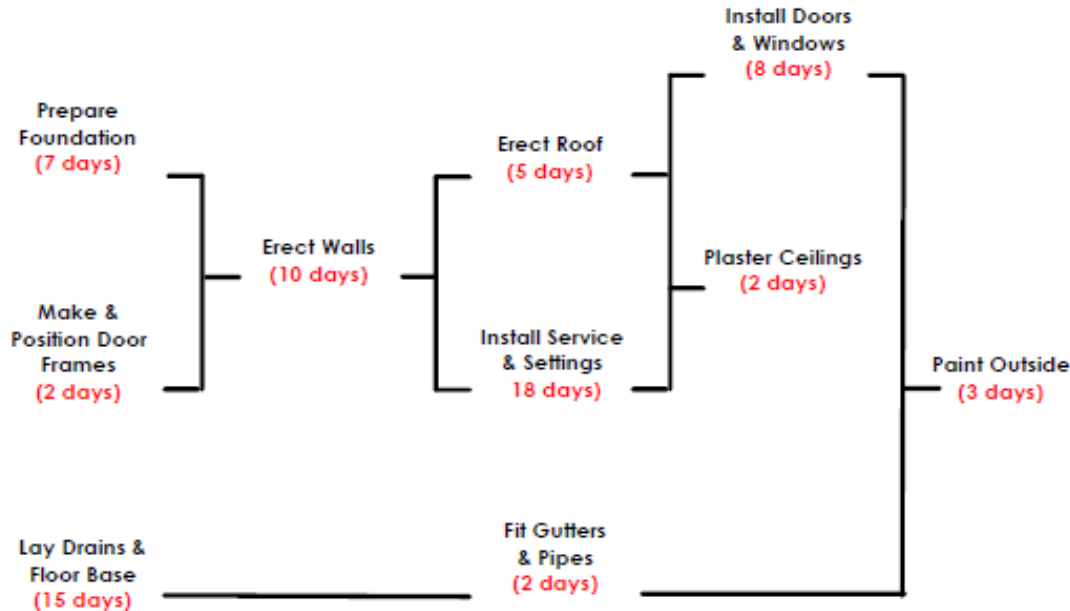 Install Doors
& Windows
(8 days)
Prepare
Foundation
(7 days)
Erect Roof
(5 days)
Erect Walls
(10 days)
Plaster Ceilings
(2 days)
Make &
Position Door
Frames
(2 days)
Install Service
& Settings
18 days)
Paint Outside
(3 days)
Lay Drains &
Floor Base
(15 days)
Fit Gutters
& Pipes
(2 days)